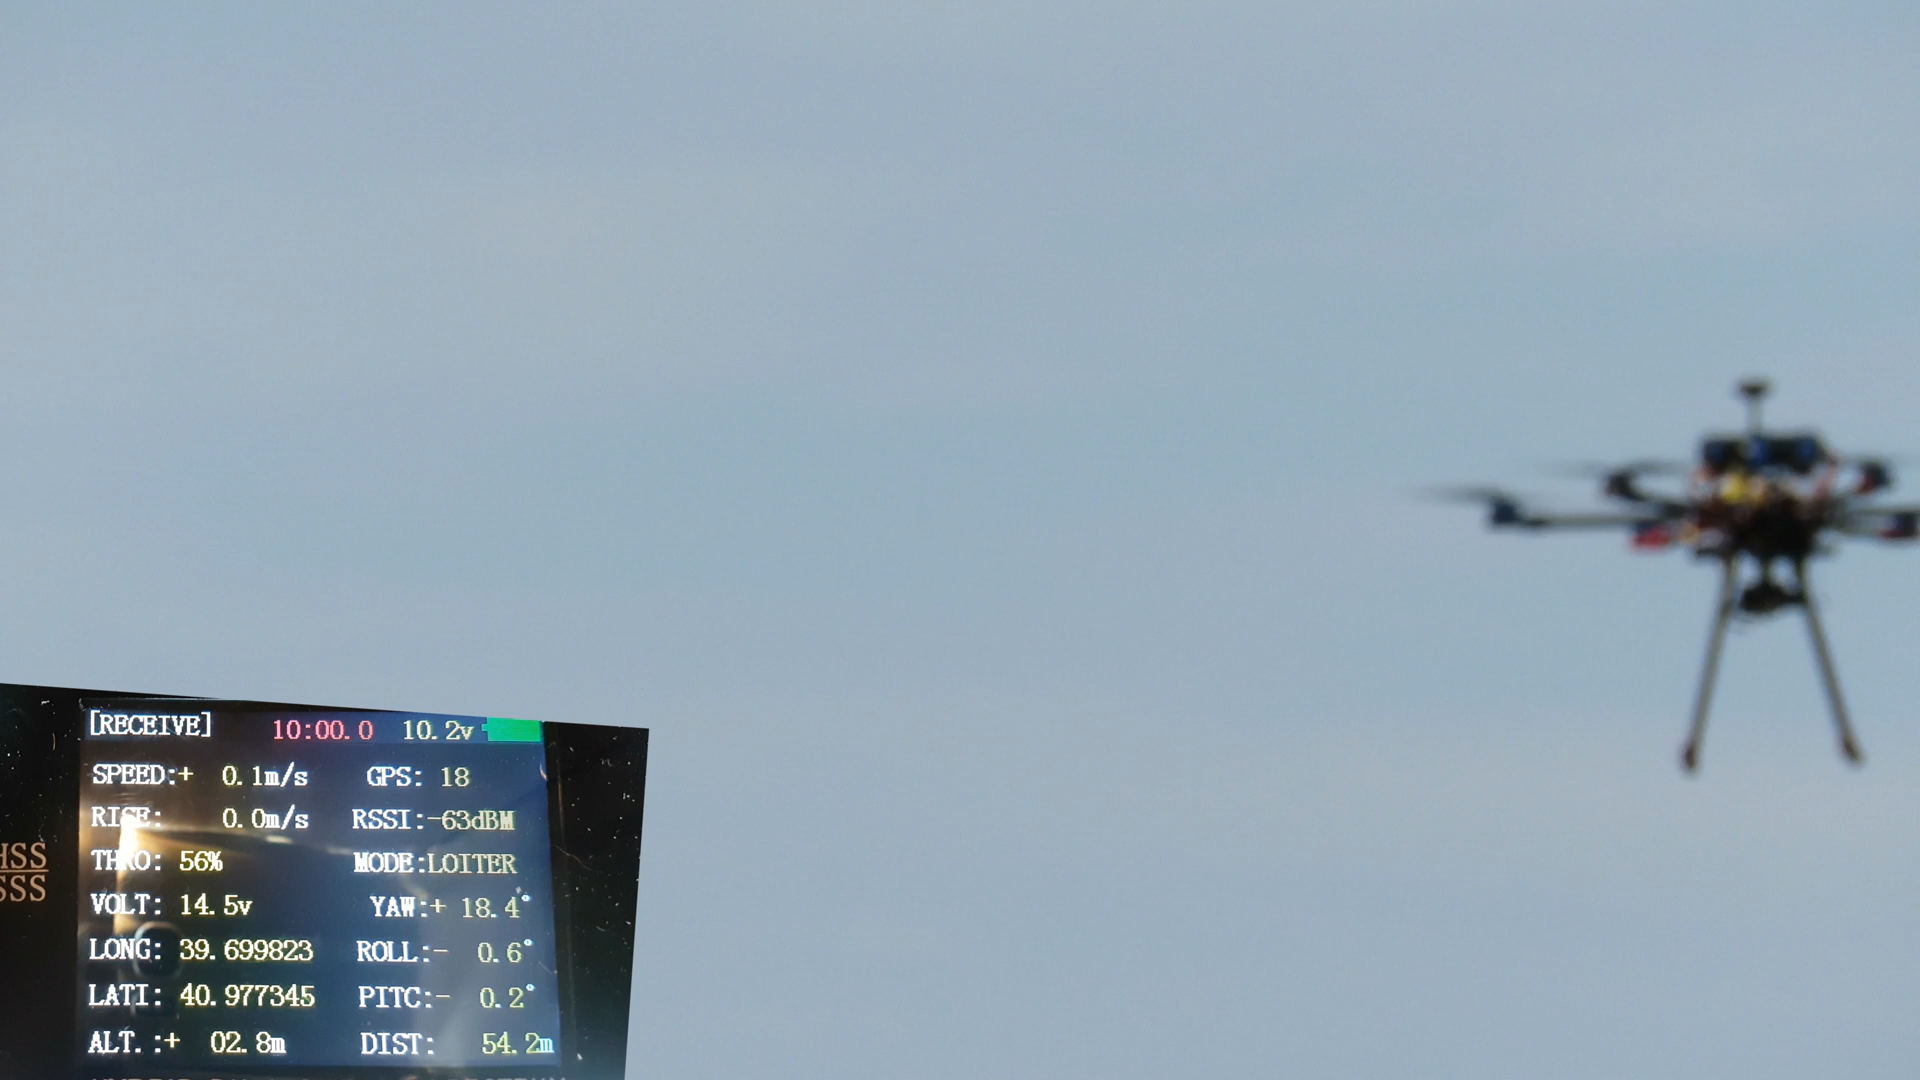 [RECEIVE] 10:00.0 10.2v
SPEED:+ 0.1m/s GPS: 18
RISE: 0.0m/s RSSI:-63dBM
THRO: 56% MODE:LOITER
VOLT: 14.5v YAW:+ 18.4°
LONG: 39.699823 ROLL:- 0.6°
LATI: 40.977345 PITC:- 0.2°
ALT.:+ 02.8m DIST: 54.2m